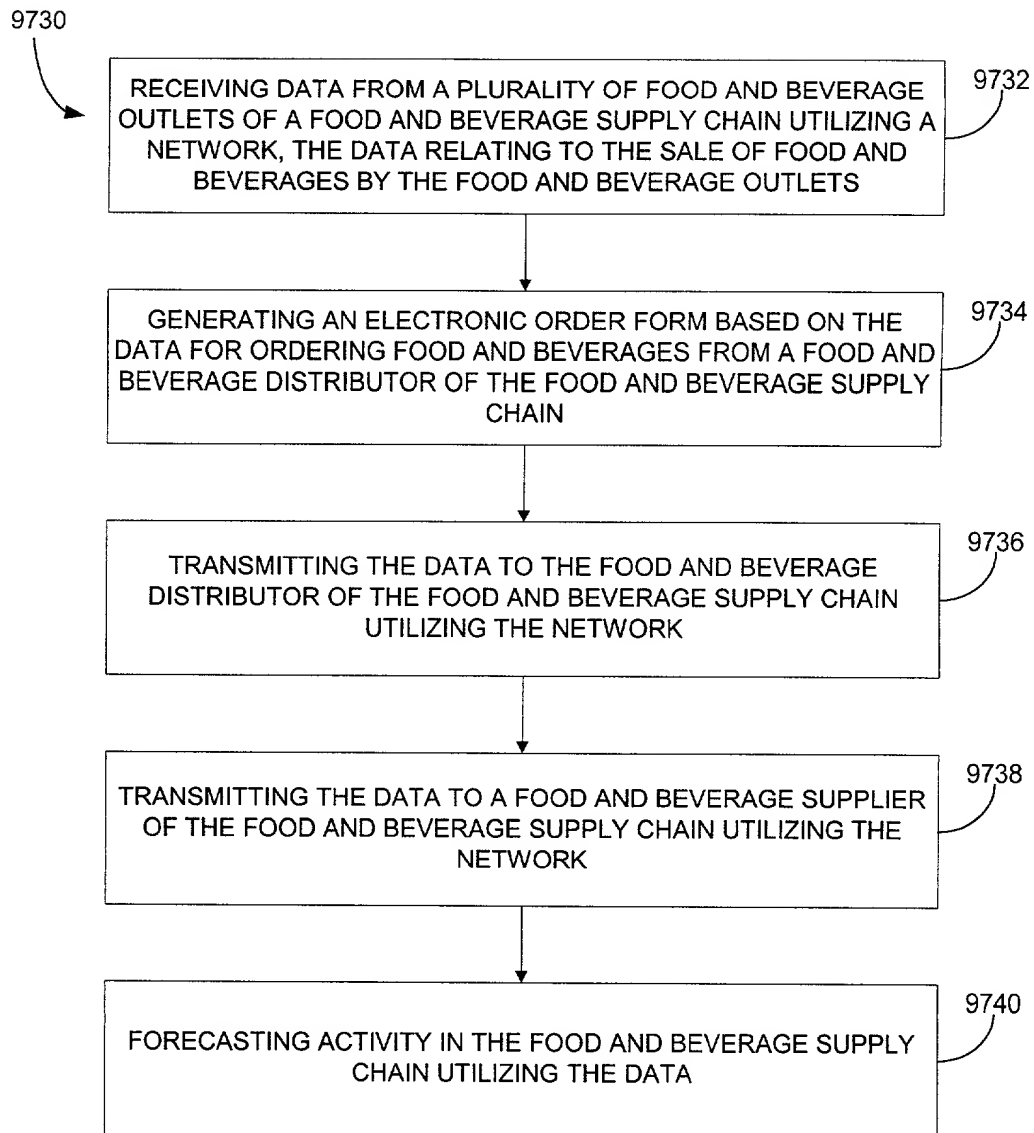 9730
RECEIVING DATA FROM A PLURALITY OF FOOD AND BEVERAGE
OUTLETS OF A FOOD AND BEVERAGE SUPPLY CHAIN UTILIZING A
NETWORK, THE DATA RELATING TO THE SALE OF FOOD AND
BEVERAGES BY THE FOOD AND BEVERAGE OUTLETS
9732
GENERATING AN ELECTRONIC ORDER FORM BASED ON THE
DATA FOR ORDERING FOOD AND BEVERAGES FROM A FOOD AND
BEVERAGE DISTRIBUTOR OF THE FOOD AND BEVERAGE SUPPLY
CHAIN
9734
TRANSMITTING THE DATA TO THE FOOD AND BEVERAGE
DISTRIBUTOR OF THE FOOD AND BEVERAGE SUPPLY CHAIN
UTILIZING THE NETWORK
9736
TRANSMITTING THE DATA TO A FOOD AND BEVERAGE SUPPLIER
OF THE FOOD AND BEVERAGE SUPPLY CHAIN UTILIZING THE
NETWORK
9738
FORECASTING ACTIVITY IN THE FOOD AND BEVERAGE SUPPLY
CHAIN UTILIZING THE DATA
9740